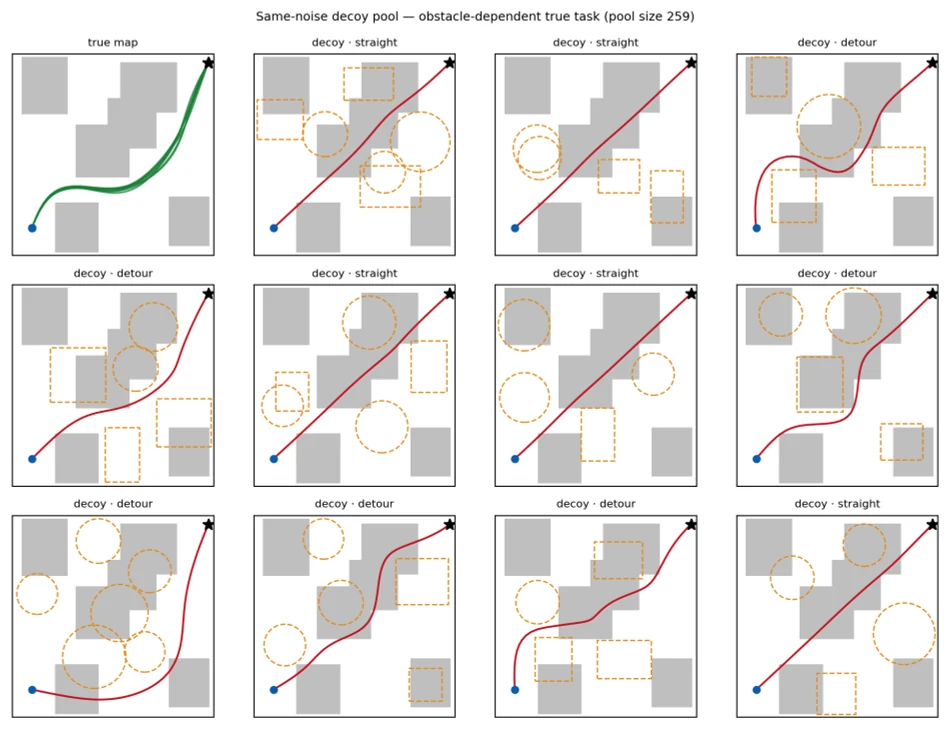 Same-noise decoy pool — obstacle-dependent true task (pool size 259)
true map
decoy · straight
decoy · straight
decoy · detour
decoy · detour
decoy · straight
decoy · straight
decoy · detour
decoy · detour
decoy · detour
decoy · detour
decoy · straight